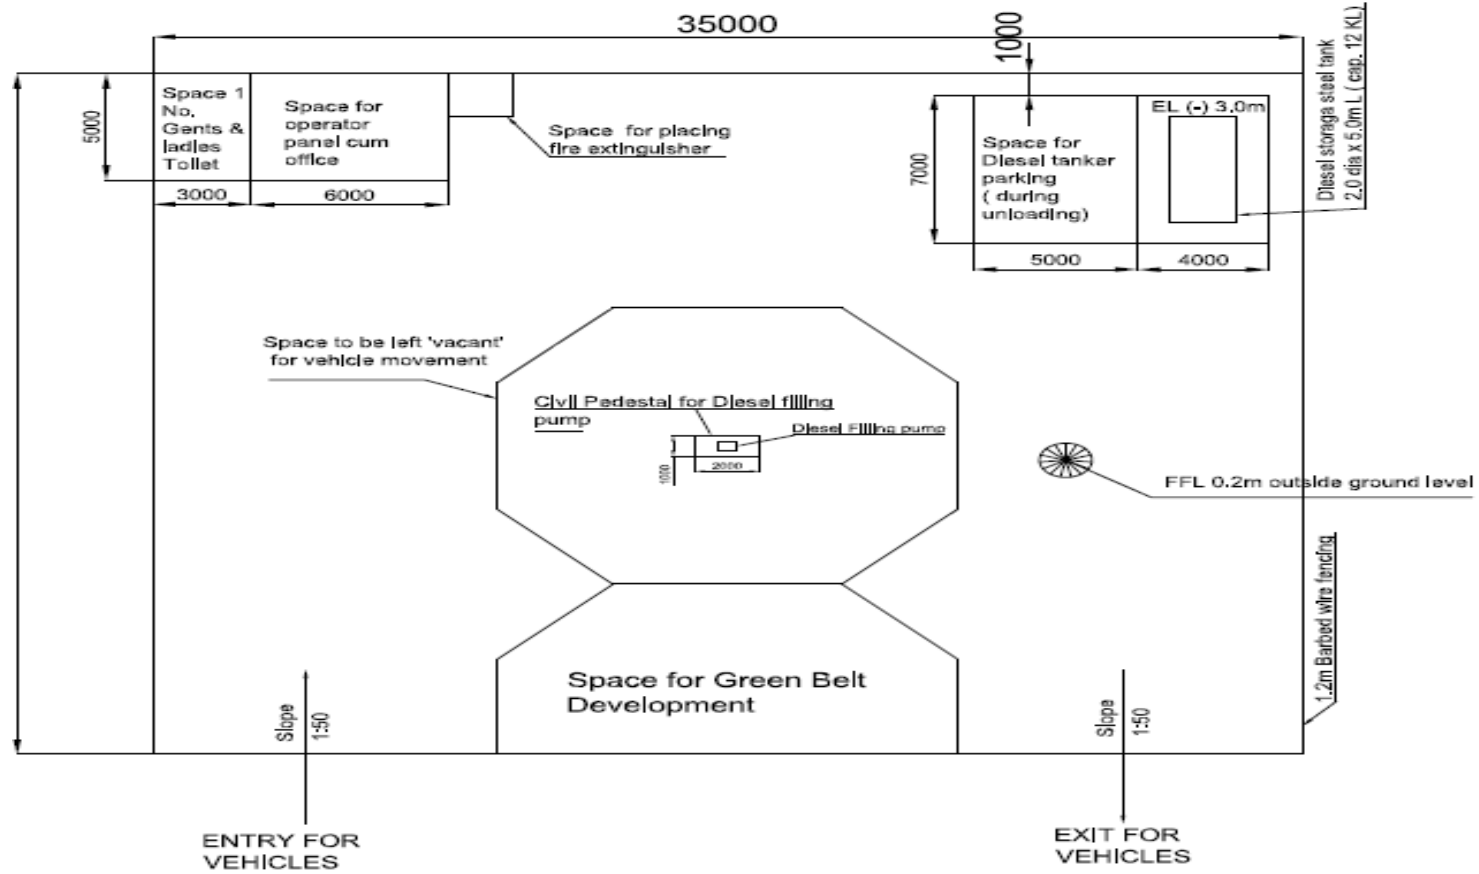 35000
1000
Space 1
No.
Gents &
ladies
Toilet
5000
3000
Space for
operator
panel cum
office
6000
Space for placing
fire extinguisher
7000
Space for
Diesel tanker
parking
( during
unloading)
EL (-) 3.0m
5000
4000
Diesel storaga steel tank
2.0 dia x 5.0m L ( cap. 12 KL)
Space to be left 'vacant'
for vehicle movement
Civil Pedestal for Diesel filling
pump
Diesel Filling pump
1000
2000
FFL 0.2m outside ground level
1.2m Barbed wire fencing
Space for Green Belt
Development
Slope
1:50
Slope
1:50
ENTRY FOR
VEHICLES
EXIT FOR
VEHICLES